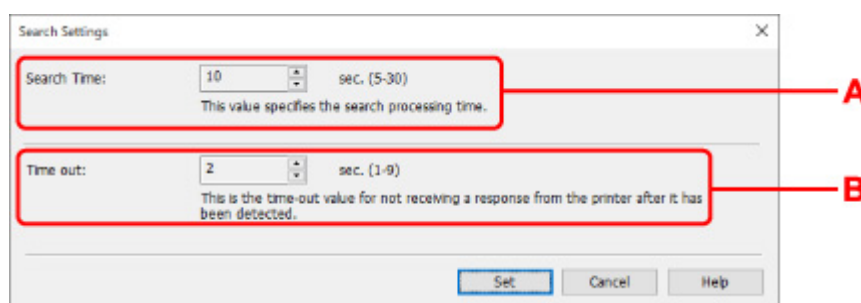 Search Settings
Search Time: 10 sec. (5-30)
This value specifies the search processing time.
A
Time out: 2 sec. (1-9)
This is the time-out value for not receiving a response from the printer after it has
been detected.
B
Set Cancel Help